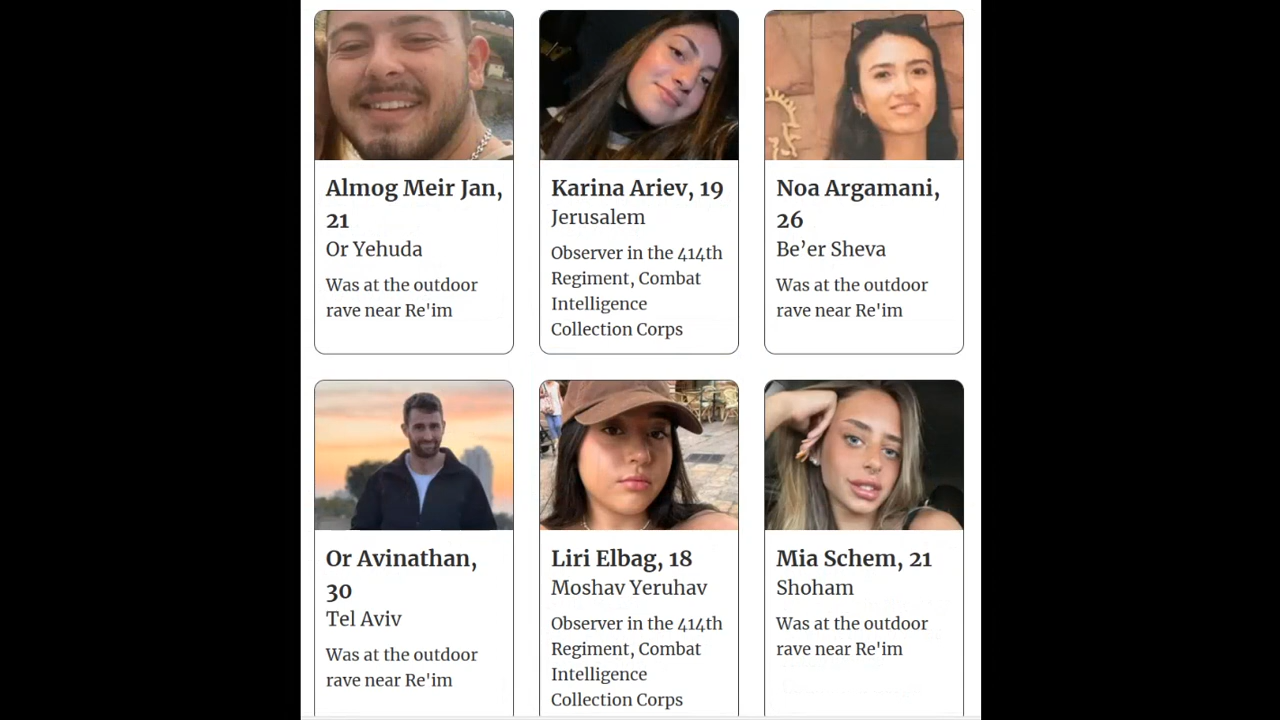 Almog Meir Jan,
21
Or Yehuda
Was at the outdoor
rave near Re'im
Karina Ariev, 19
Jerusalem
Observer in the 414th
Regiment, Combat
Intelligence
Collection Corps
Noa Argamani,
26
Be’er Sheva
Was at the outdoor
rave near Re'im
Or Avinathan,
30
Tel Aviv
Was at the outdoor
rave near Re'im
Liri Elbag, 18
Moshav Yeruhav
Observer in the 414th
Regiment, Combat
Intelligence
Collection Corps
Mia Schem, 21
Shoham
Was at the outdoor
rave near Re'im